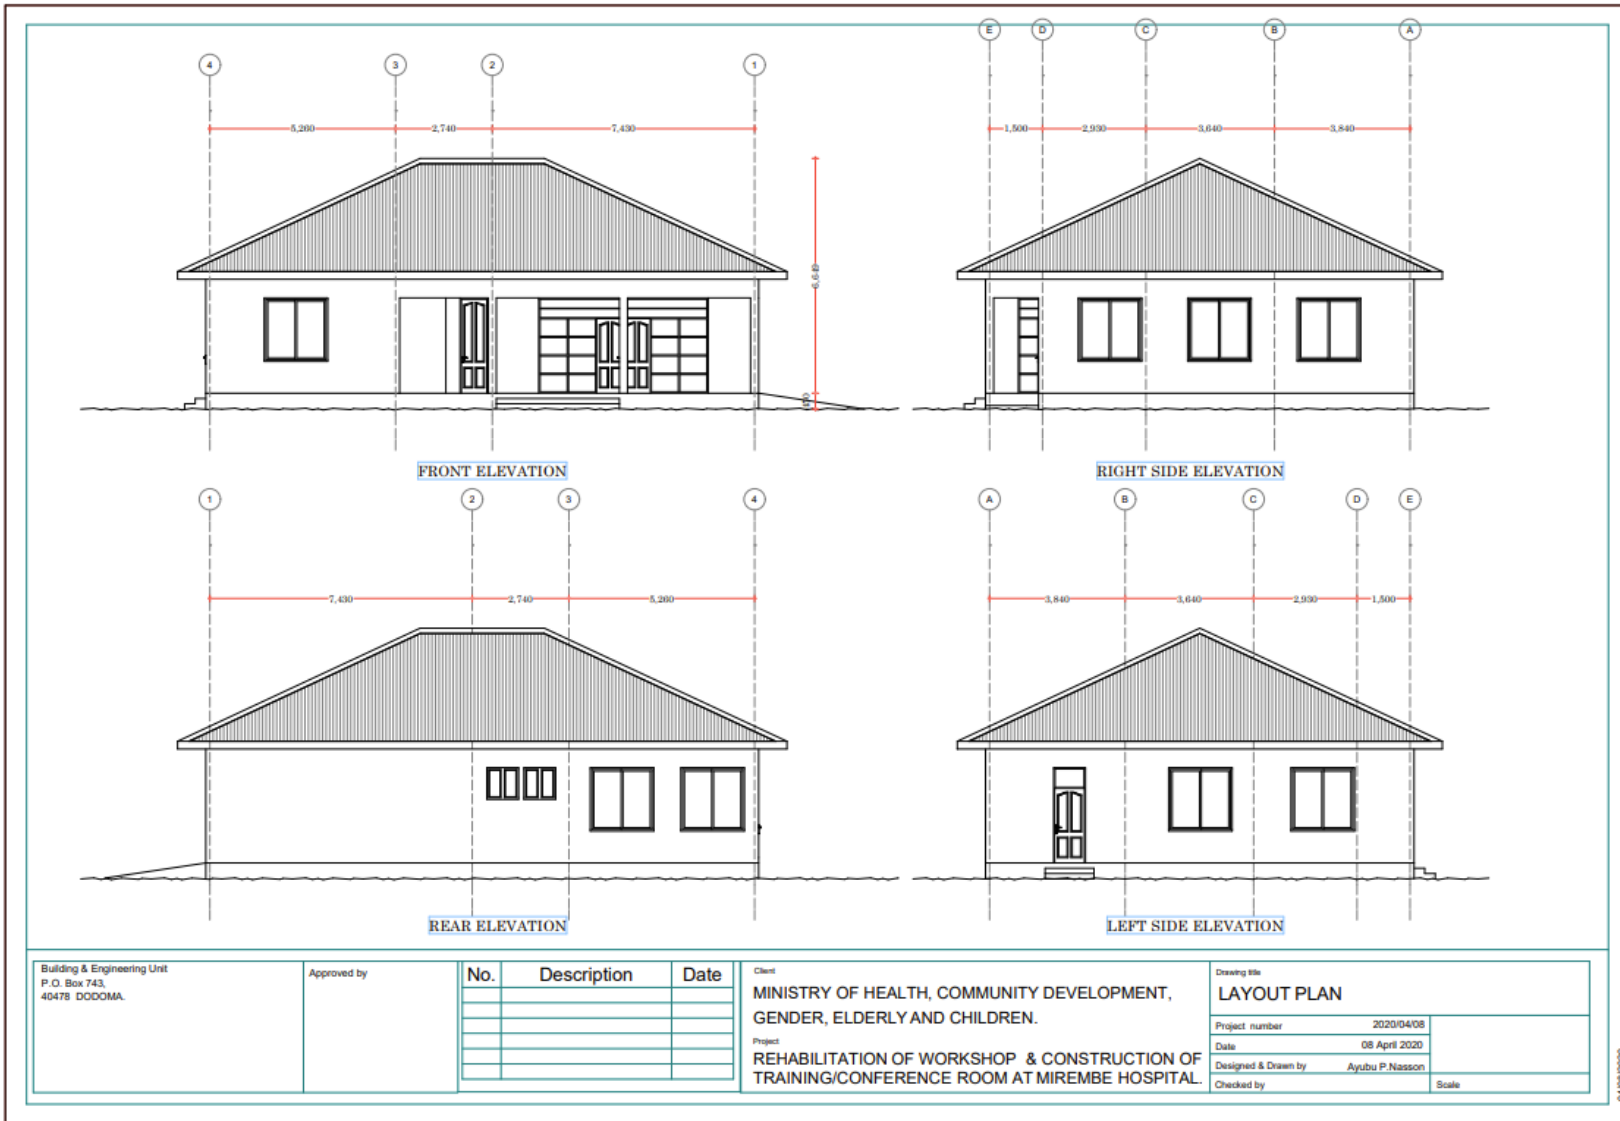 4
3
2
1
5,260
2,740
7,430
FRONT ELEVATION
E
D
C
B
A
1,500
2,930
3,640
3,840
RIGHT SIDE ELEVATION
1
2
3
4
7,430
2,740
5,260
REAR ELEVATION
A
B
C
D
E
3,840
3,640
2,930
1,500
LEFT SIDE ELEVATION
Building & Engineering Unit
P.O. Box 743,
40478 DODOMA.
Approved by
No. Description Date
Client
MINISTRY OF HEALTH, COMMUNITY DEVELOPMENT,
GENDER, ELDERLY AND CHILDREN.
Project
REHABILITATION OF WORKSHOP & CONSTRUCTION OF
TRAINING/CONFERENCE ROOM AT MIREMBE HOSPITAL.
Drawing title
LAYOUT PLAN
Project number 2020/04/08
Date 08 April 2020
Designed & Drawn by Ayubu P.Nasson
Checked by
Scale